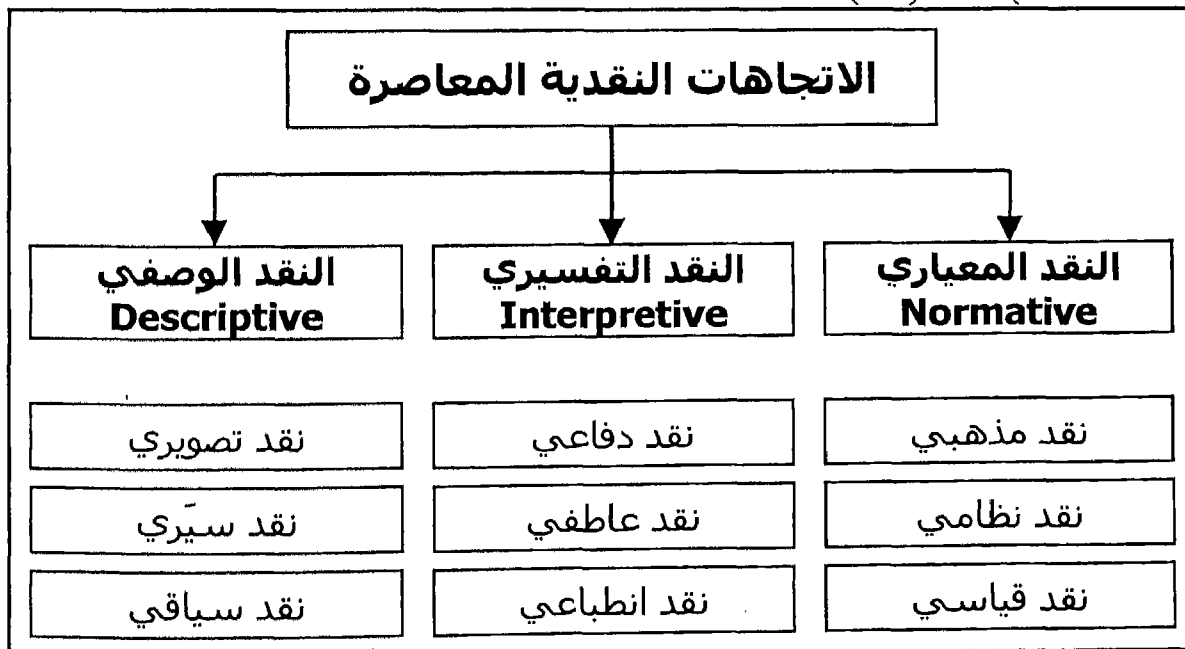 الاتجاهات النقدية المعاصرة
النقد المعياري
Normative
النقد التفسيري
Interpretive
النقد الوصفي
Descriptive
نقد مذهبي
نقد دفاعي
نقد تصويري
نقد نظامي
نقد عاطفي
نقد سيَري
نقد قياسي
نقد انطباعي
نقد سياقي